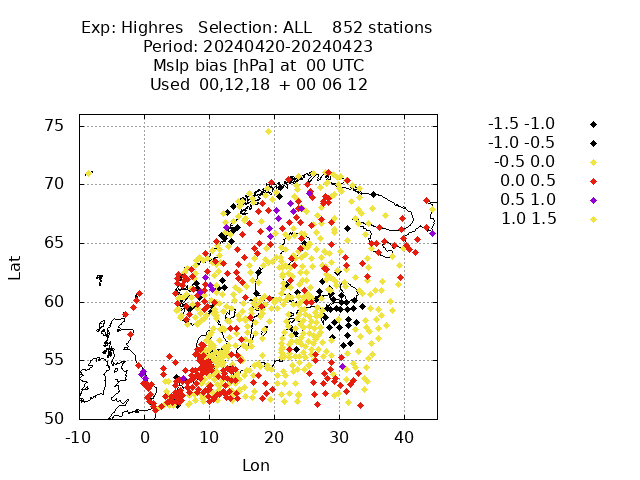 Exp: Highres   Selection: ALL    852 stations
Period: 20240420-20240423
Mslp bias [hPa] at  00 UTC
Used  00,12,18  + 00 06 12
-1.5 -1.0
-1.0 -0.5
-0.5 0.0
0.0 0.5
0.5 1.0
1.0 1.5
75
70
65
60
55
50
Lat
-10 0 10 20 30 40
Lon